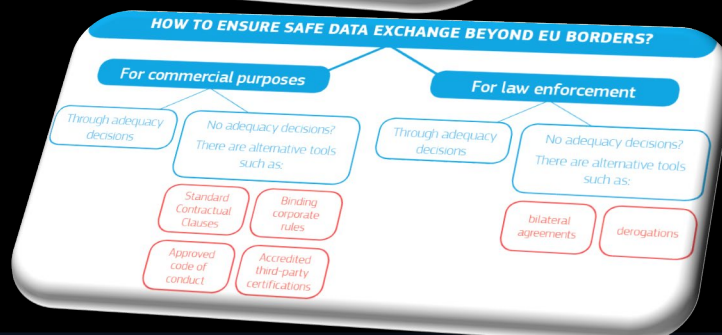 HOW TO ENSURE SAFE DATA EXCHANGE BEYOND EU BORDERS?
For commercial purposes
For law enforcement
Through adequacy
decisions
No adequacy decisions?
There are alternative tools
such as:
Through adequacy
decisions
No adequacy decisions?
There are alternative tools
such as:
Standard
Contractual
Clauses
Binding
corporate
rules
Approved
code of
conduct
Accredited
third-party
certifications
bilateral
agreements
derogations